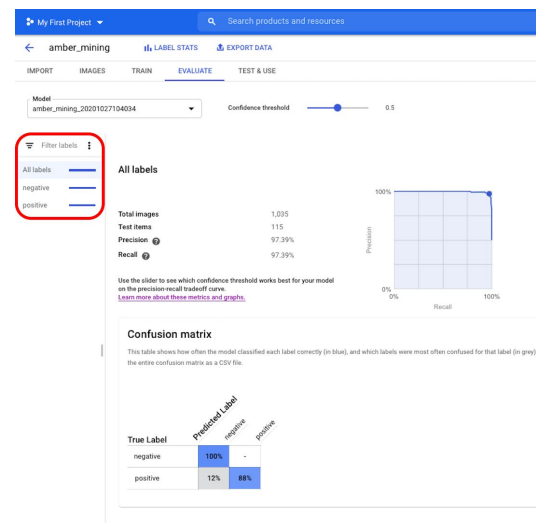 My First Project
Search products and resources
amber_mining
LABEL STATS
EXPORT DATA
IMPORT IMAGES TRAIN EVALUATE TEST & USE
Model
amber_mining_20201027104034
Confidence threshold 0.5
Filter labels
All labels
negative
positive
All labels
Total images 1,035
Test items 115
Precision 97.39%
Recall 97.39%
Use the slider to see which confidence threshold works best for your model
on the precision-recall tradeoff curve.
Learn more about these metrics and graphs.
100%
Precision
0%
0% 100%
Recall
Confusion matrix
This table shows how often the model classified each label correctly (in blue), and which labels were most often confused for that label (in grey)
the entire confusion matrix as a CSV file.
Predicted Label
negative
positive
True Label
negative 100% -
positive 12% 88%